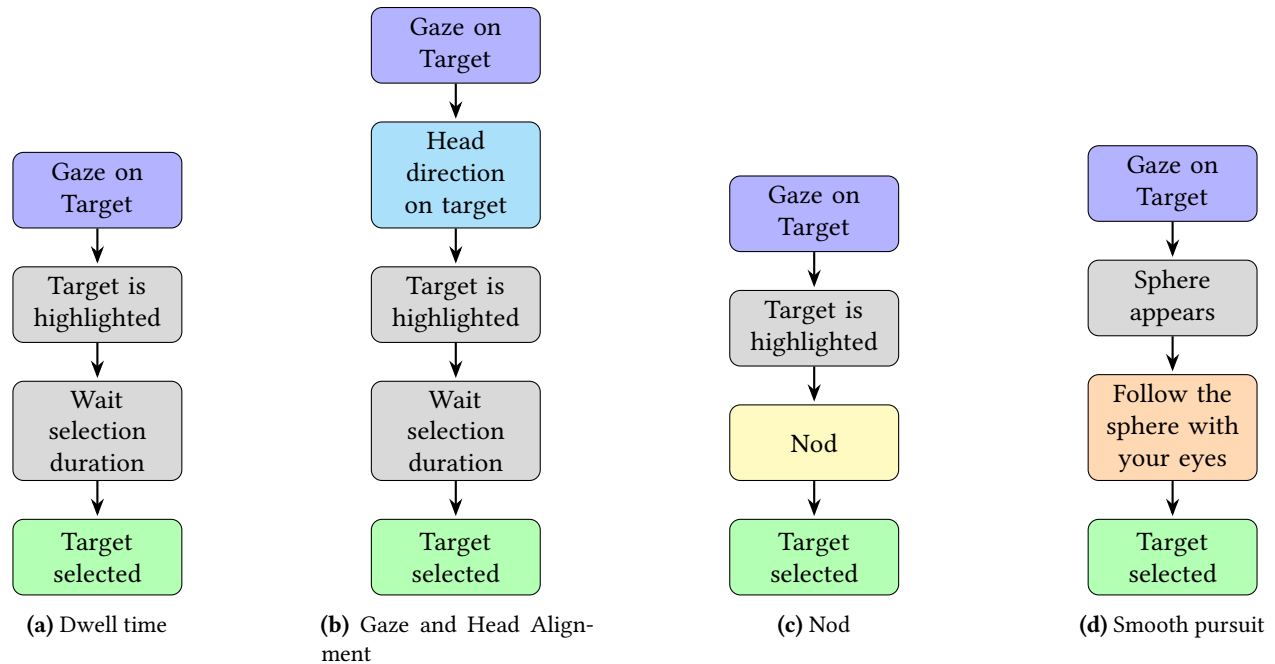 Gaze on
Target
Target is
highlighted
Wait
selection
duration
Target
selected
(a) Dwell time
Gaze on
Target
Head
direction
on target
Target is
highlighted
Wait
selection
duration
Target
selected
(b) Gaze and Head Align-
ment
Gaze on
Target
Target is
highlighted
Nod
Target
selected
(c) Nod
Gaze on
Target
Sphere
appears
Follow the
sphere with
your eyes
Target
selected
(d) Smooth pursuit